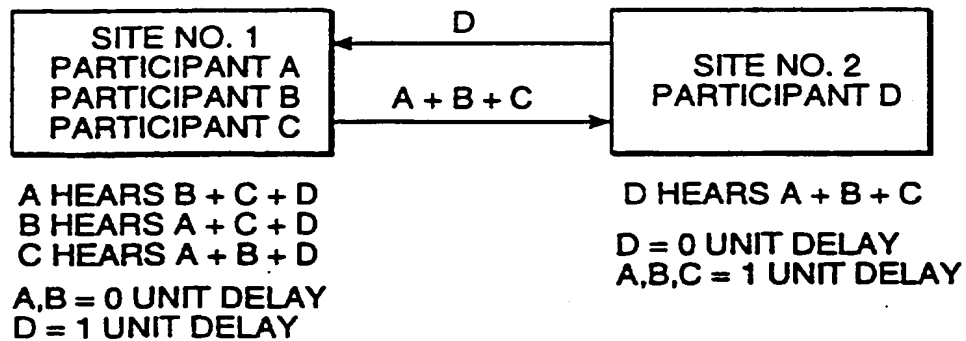 SITE NO. 1
PARTICIPANT A
PARTICIPANT B
PARTICIPANT C
D
A + B + C
SITE NO. 2
PARTICIPANT D
A HEARS B + C + D
B HEARS A + C + D
C HEARS A + B + D
A,B = 0 UNIT DELAY
D = 1 UNIT DELAY
D HEARS A + B + C
D = 0 UNIT DELAY
A,B,C = 1 UNIT DELAY